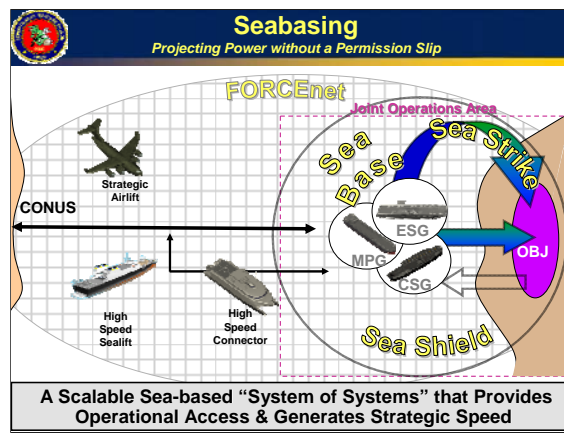 Seabasing
Projecting Power without a Permission Slip
FORCEnet
Joint Operations Area
Sea Strike
Sea
Base
Strategic
Airlift
CONUS
ESG
MPG
CSG
OBJ
High
Speed
Sealift
High
Speed
Connector
Sea Shield
A Scalable Sea-based “System of Systems” that Provides
Operational Access & Generates Strategic Speed